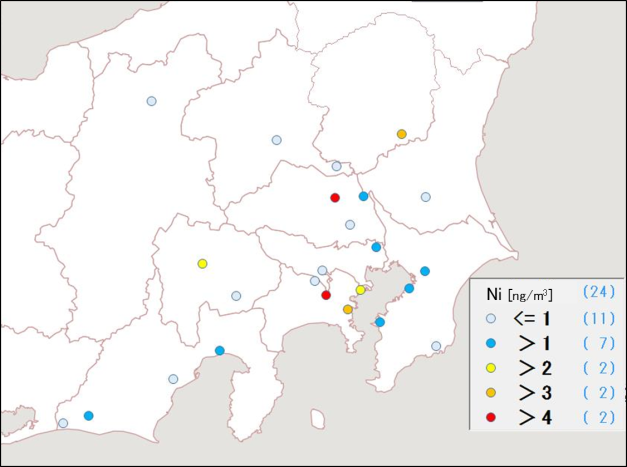 Ni [ng/m³] (24)
<= 1 (11)
> 1 ( 7)
> 2 ( 2)
> 3 ( 2)
> 4 ( 2)